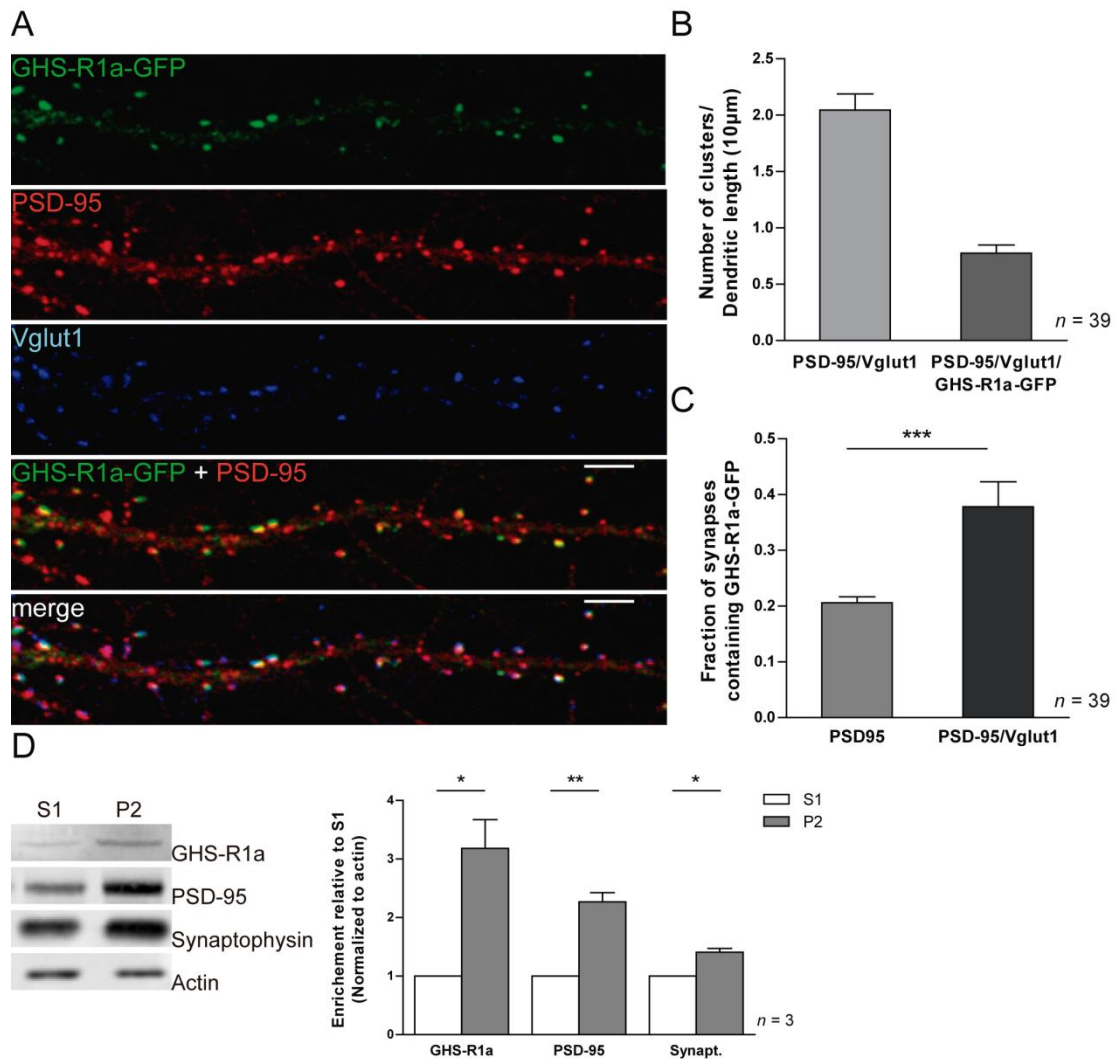 A
GHS-R1a-GFP
PSD-95
Vglut1
GHS-R1a-GFP + PSD-95
merge
B
Number of clusters/
Dendritic length (10µm)
2.5
2.0
1.5
1.0
0.5
0.0
PSD-95/Vglut1
PSD-95/Vglut1/
GHS-R1a-GFP
n = 39
C
Fraction of synapses
containing GHS-R1a-GFP
0.5
0.4
0.3
0.2
0.1
0.0
***
PSD95
PSD-95/Vglut1
n = 39
D
S1 P2
GHS-R1a
PSD-95
Synaptophysin
Actin
Enrichement relative to S1
(Normalized to actin)
4
3
2
1
0
*
**
*
S1
P2
GHS-R1a
PSD-95
Synapt.
n = 3